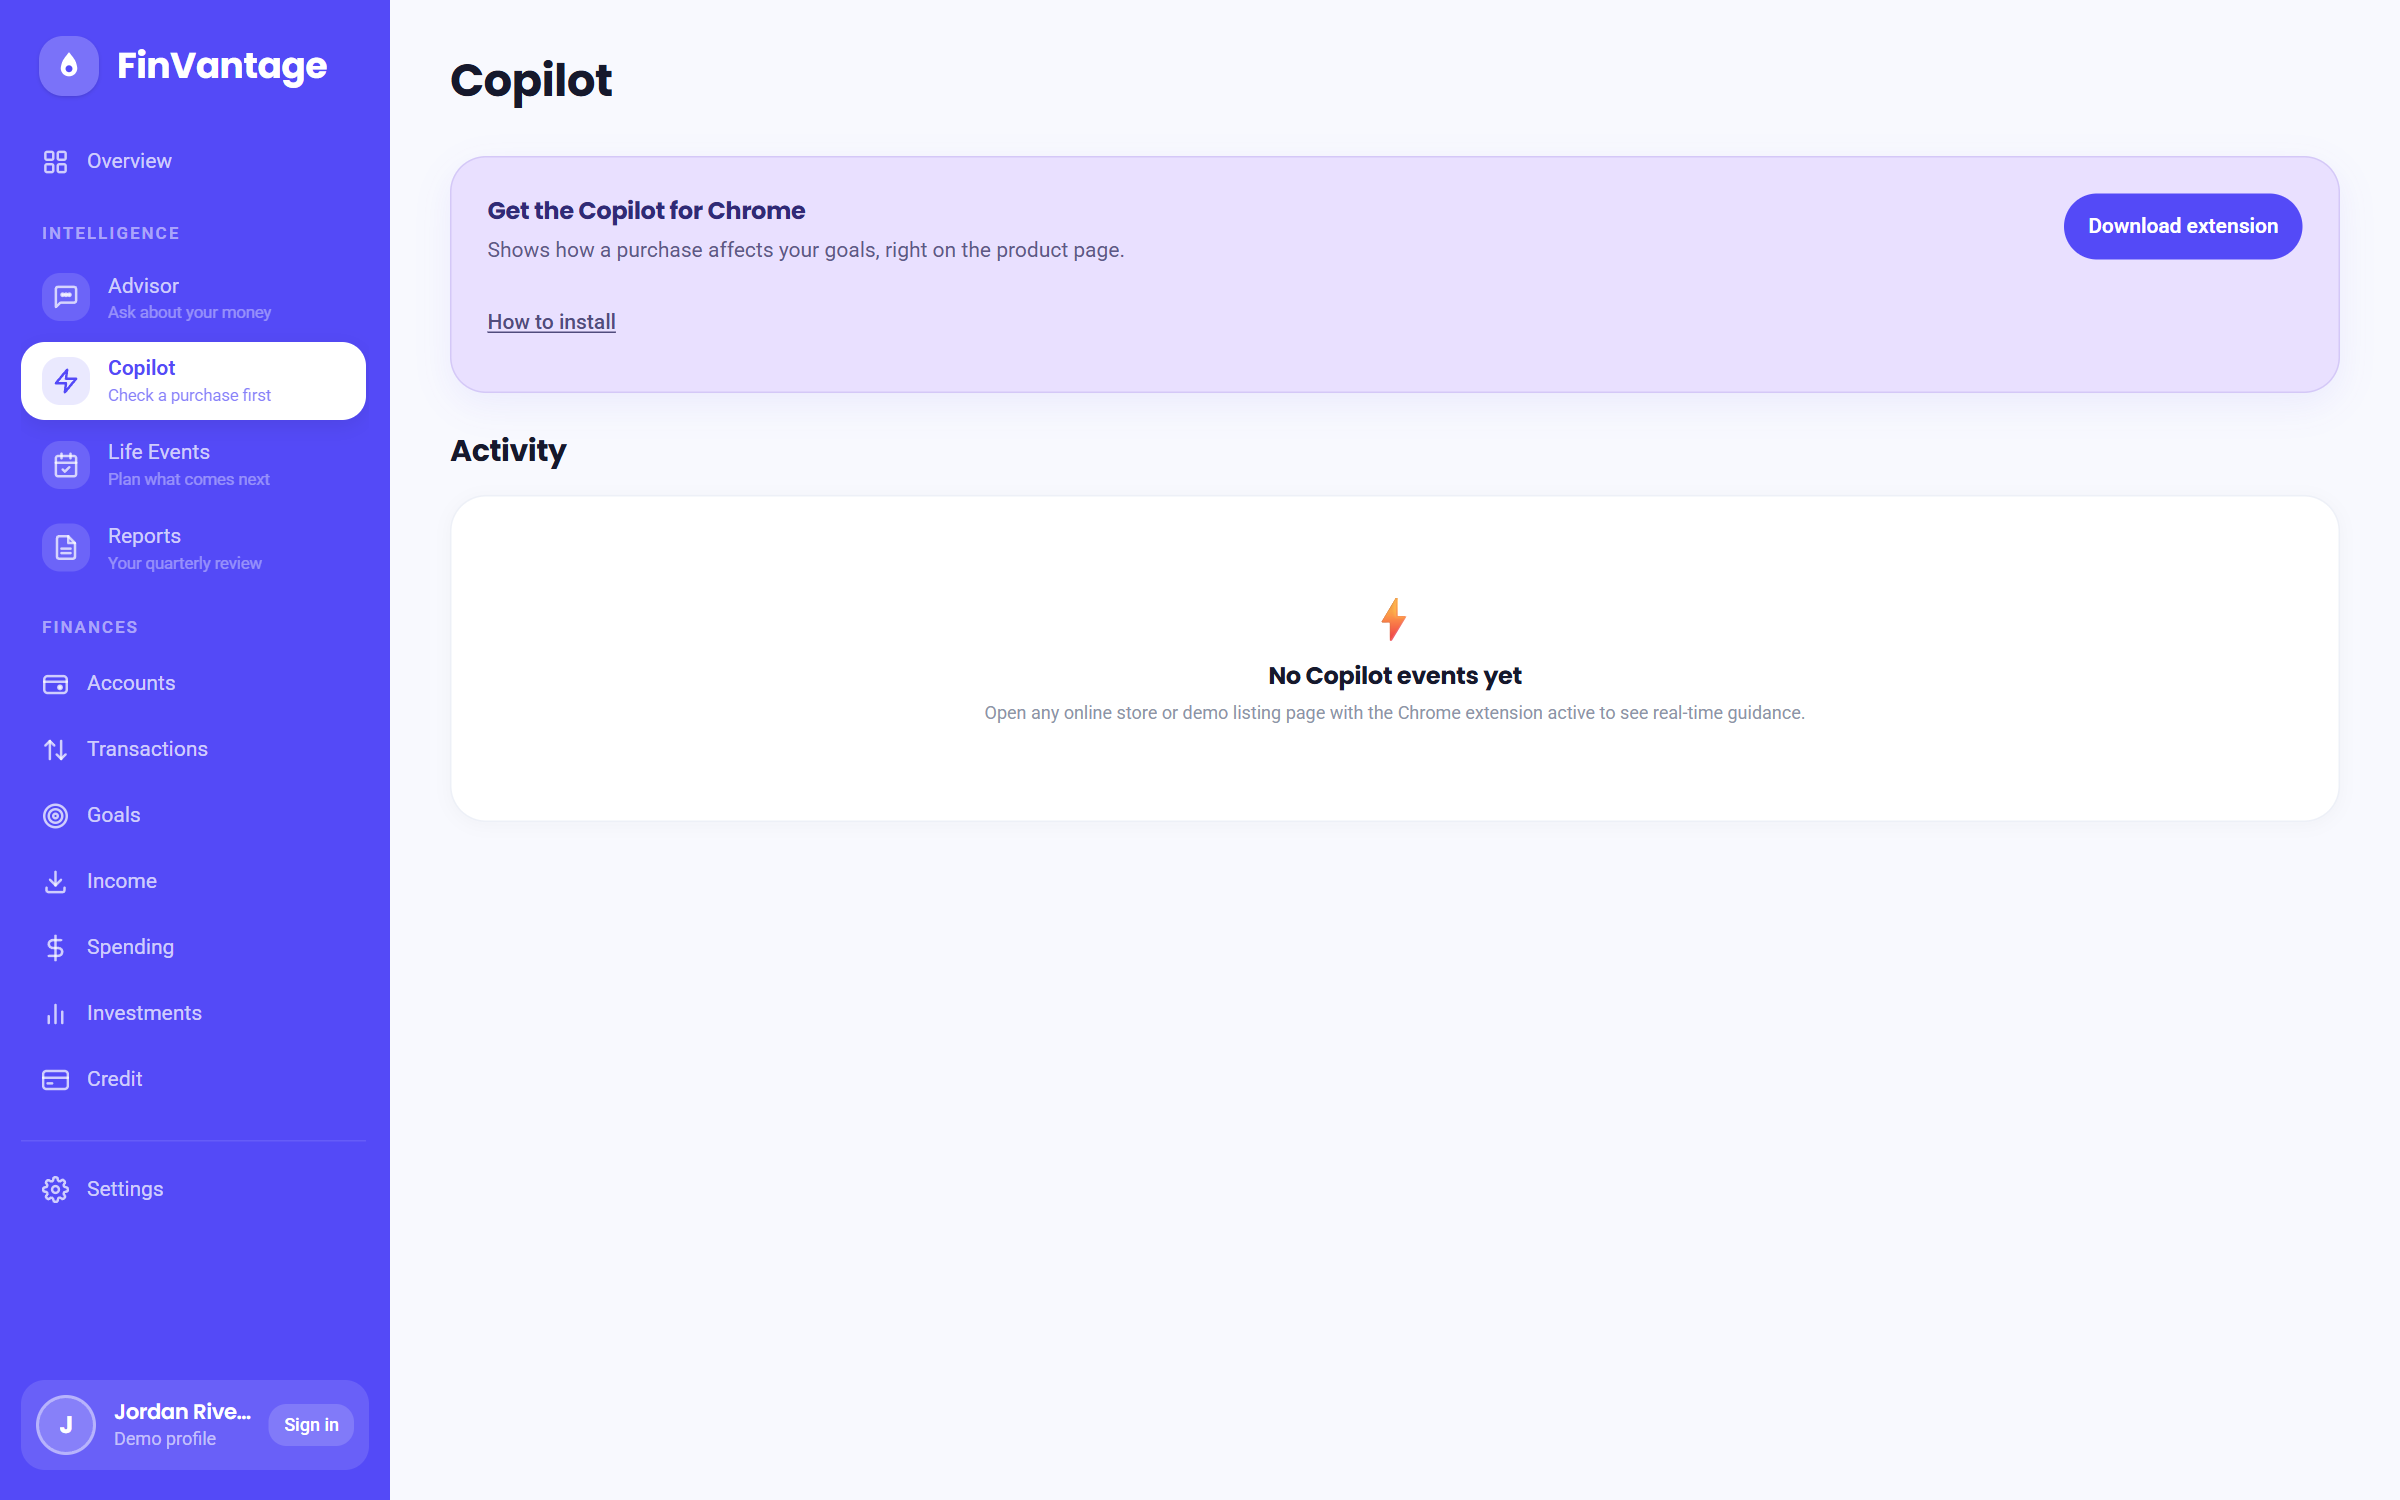 FinVantage
Overview
INTELLIGENCE
Advisor
Ask about your money
Copilot
Check a purchase first
Life Events
Plan what comes next
Reports
Your quarterly review
FINANCES
Accounts
Transactions
Goals
Income
Spending
Investments
Credit
Settings
J
Jordan Rive...
Demo profile
Sign in
Copilot
Get the Copilot for Chrome
Shows how a purchase affects your goals, right on the product page.
How to install
Download extension
Activity
No Copilot events yet
Open any online store or demo listing page with the Chrome extension active to see real-time guidance.